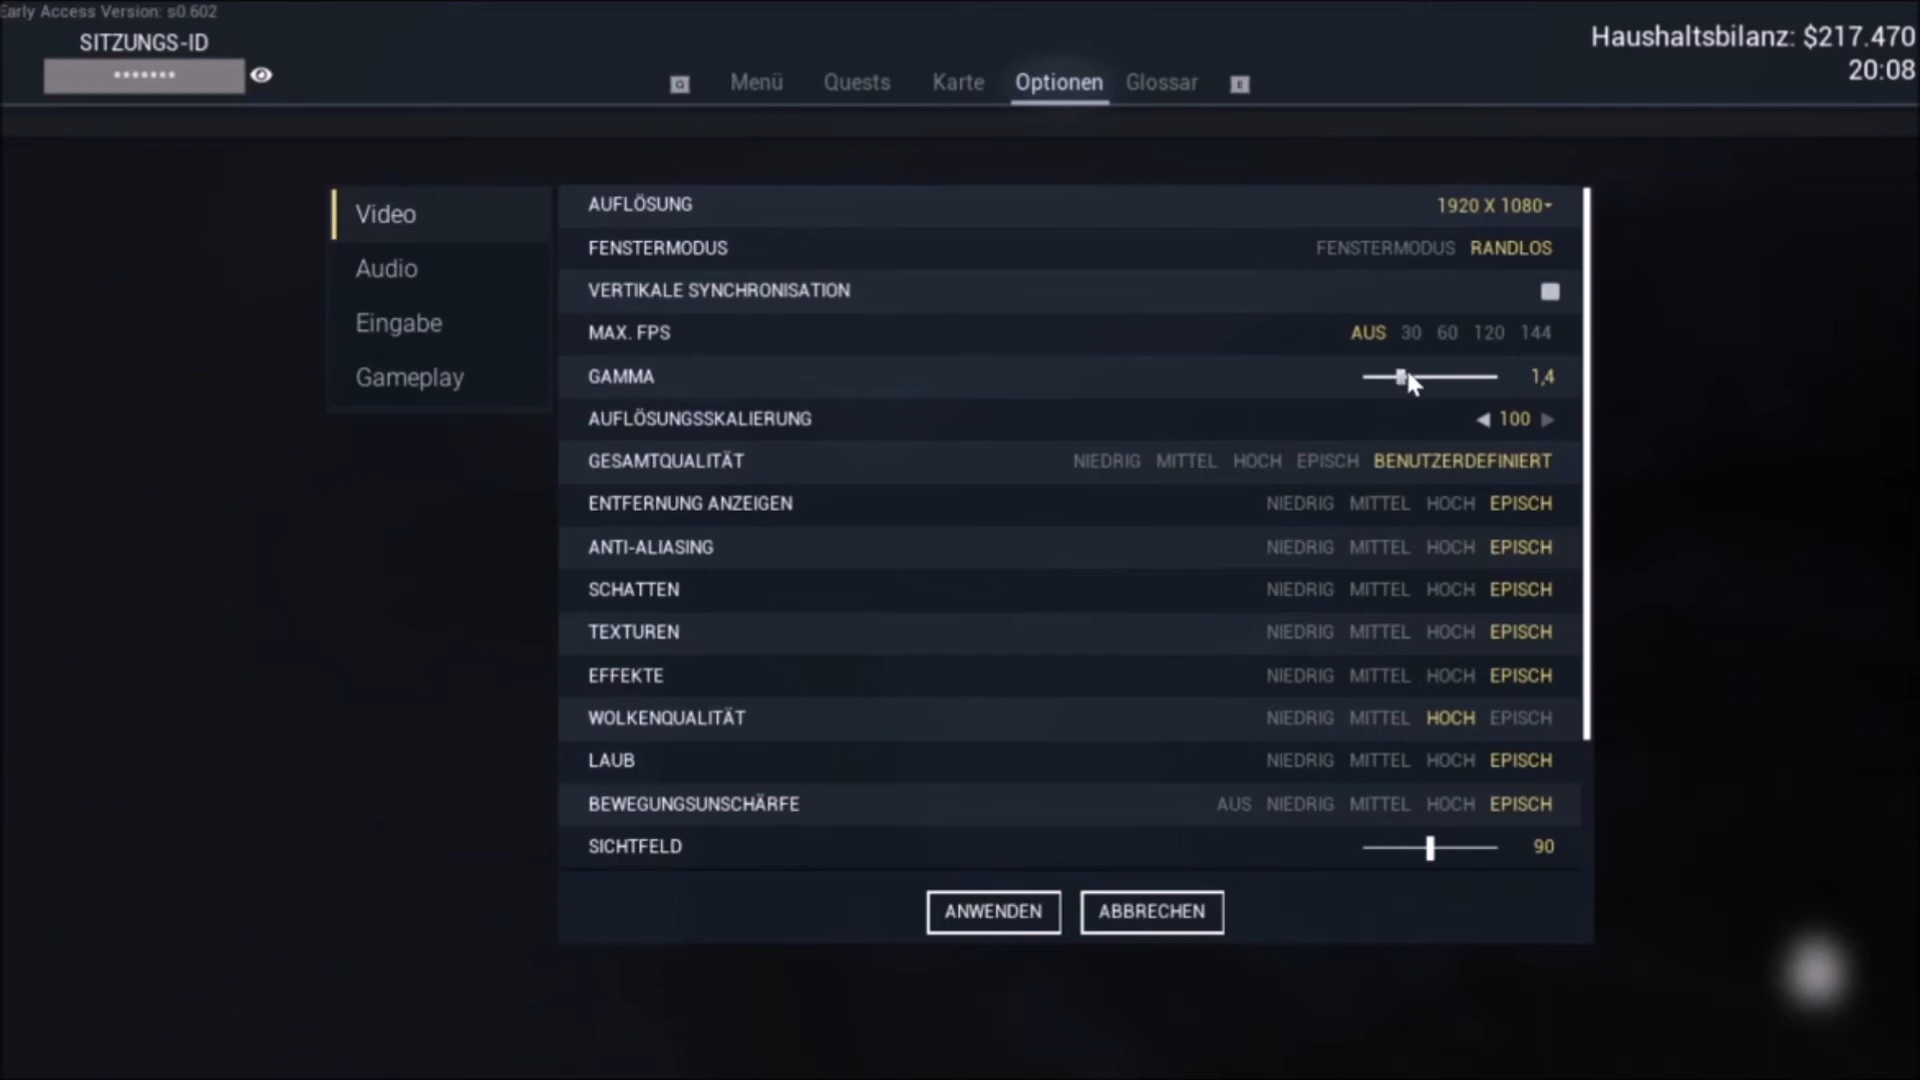 Early Access Version: s0.602
SITZUNGS-ID
•••••••
Haushaltsbilanz: $217.470
20:08
Q Menü Quests Karte Optionen Glossar E
Video
Audio
Eingabe
Gameplay
AUFLÖSUNG 1920 X 1080
FENSTERMODUS FENSTERMODUS RANDLOS
VERTIKALE SYNCHRONISATION
MAX. FPS AUS 30 60 120 144
GAMMA 1,4
AUFLÖSUNGSSKALIERUNG 100
GESAMTQUALITÄT NIEDRIG MITTEL HOCH EPISCH BENUTZERDEFINIERT
ENTFERNUNG ANZEIGEN NIEDRIG MITTEL HOCH EPISCH
ANTI-ALIASING NIEDRIG MITTEL HOCH EPISCH
SCHATTEN NIEDRIG MITTEL HOCH EPISCH
TEXTUREN NIEDRIG MITTEL HOCH EPISCH
EFFEKTE NIEDRIG MITTEL HOCH EPISCH
WOLKENQUALITÄT NIEDRIG MITTEL HOCH EPISCH
LAUB NIEDRIG MITTEL HOCH EPISCH
BEWEGUNGSUNSCHÄRFE AUS NIEDRIG MITTEL HOCH EPISCH
SICHTFELD 90
ANWENDEN ABBRECHEN